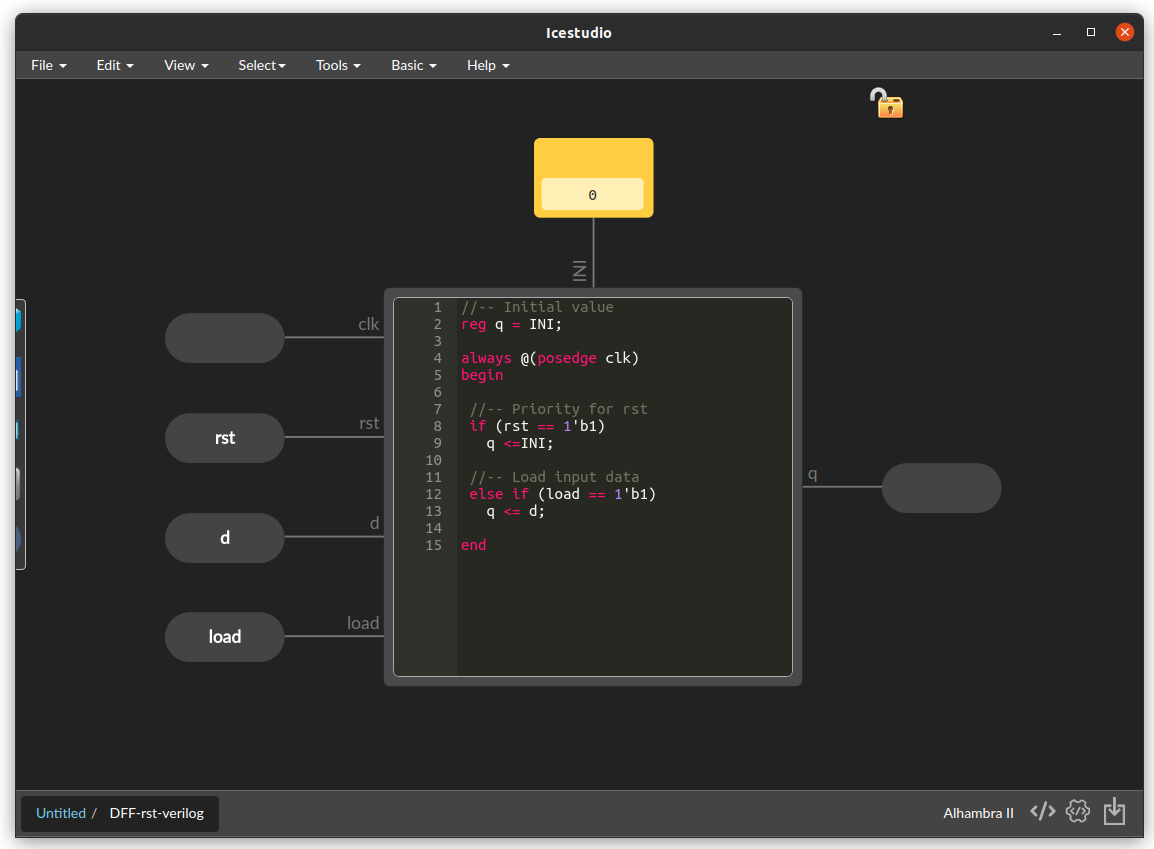 Icestudio
File Edit View Select Tools Basic Help
0
INI
clk
rst
rst
d
d
load
load
q
1 //-- Initial value
2 reg q = INI;
3
4 always @(posedge clk)
5 begin
6
7  //-- Priority for rst
8  if (rst == 1'b1)
9    q <=INI;
10
11  //-- Load input data
12  else if (load == 1'b1)
13    q <= d;
14
15 end
Untitled / DFF-rst-verilog
Alhambra II